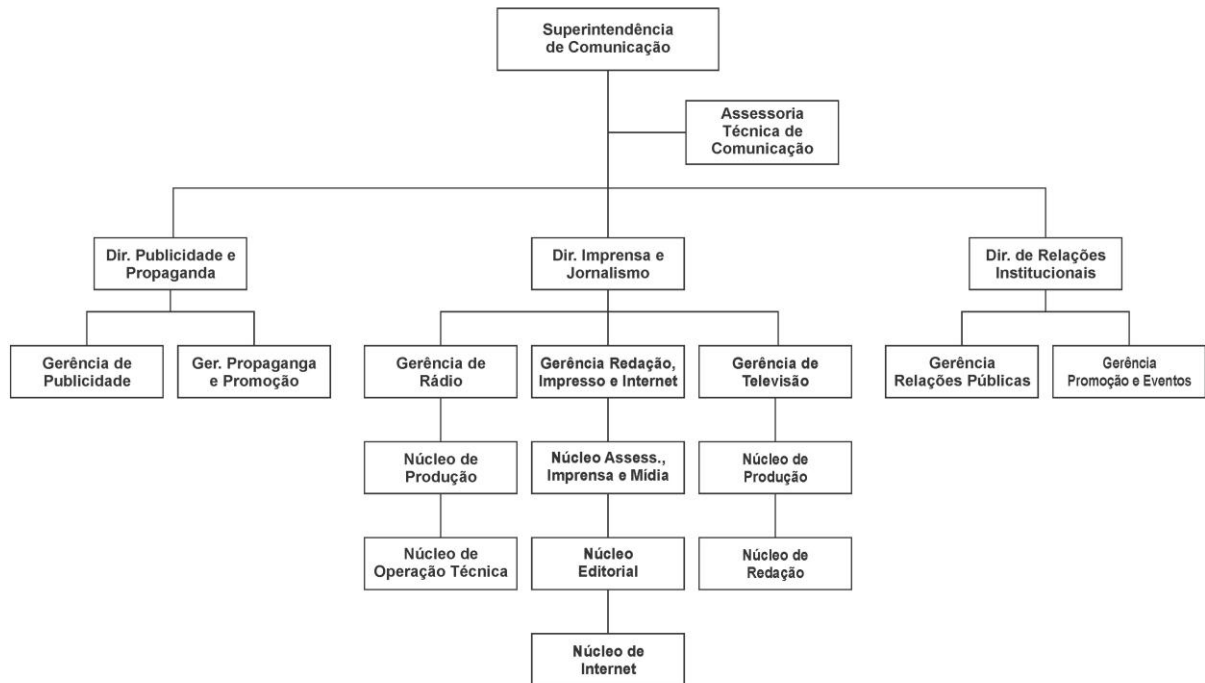 Superintendência
de Comunicação
Assessoria
Técnica de
Comunicação
Dir. Publicidade e
Propaganda
Dir. Imprensa e
Jornalismo
Dir. de Relações
Institucionais
Gerência de
Publicidade
Ger. Propaganga
e Promoção
Gerência de
Rádio
Gerência Redação,
Impresso e Internet
Gerência de
Televisão
Gerência
Relações Públicas
Gerência
Promoção e Eventos
Núcleo de
Produção
Núcleo Assess.,
Imprensa e Mídia
Núcleo de
Produção
Núcleo de
Operação Técnica
Núcleo
Editorial
Núcleo de
Redação
Núcleo de
Internet